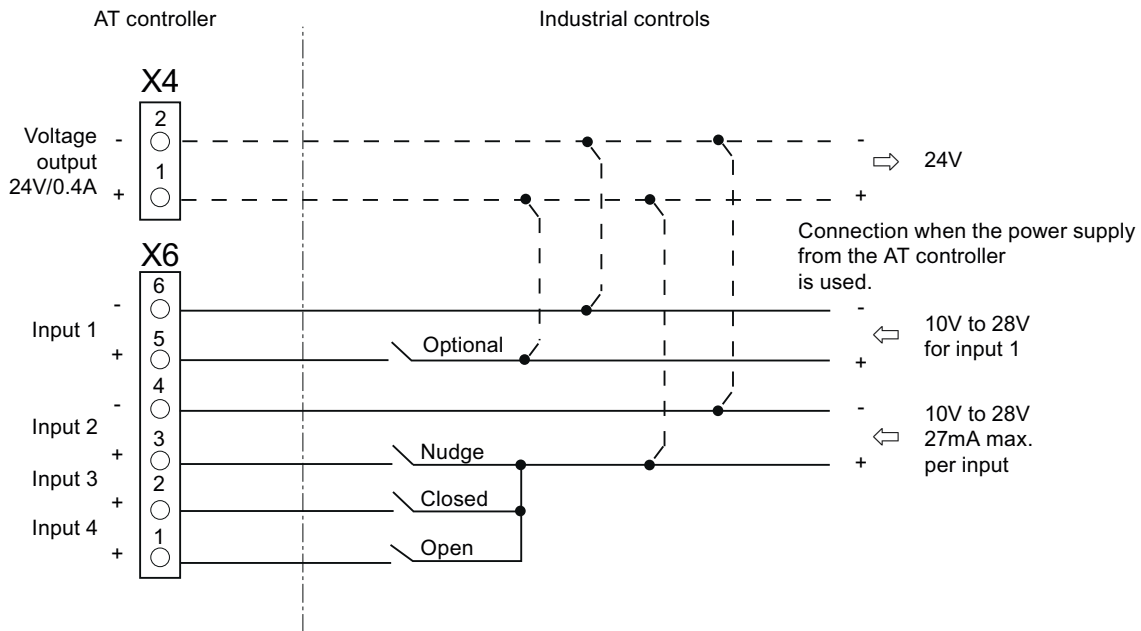 AT controller
Industrial controls
X4
2
Voltage
output
24V/0.4A
-
-
24V
1
+
+
Connection when the power supply
from the AT controller
is used.
X6
6
-
-
Input 1
10V to 28V
for input 1
5
+
Optional
+
4
-
-
Input 2
10V to 28V
27mA max.
per input
3
+
Nudge
+
Input 3
2
+
Closed
Input 4
1
+
Open